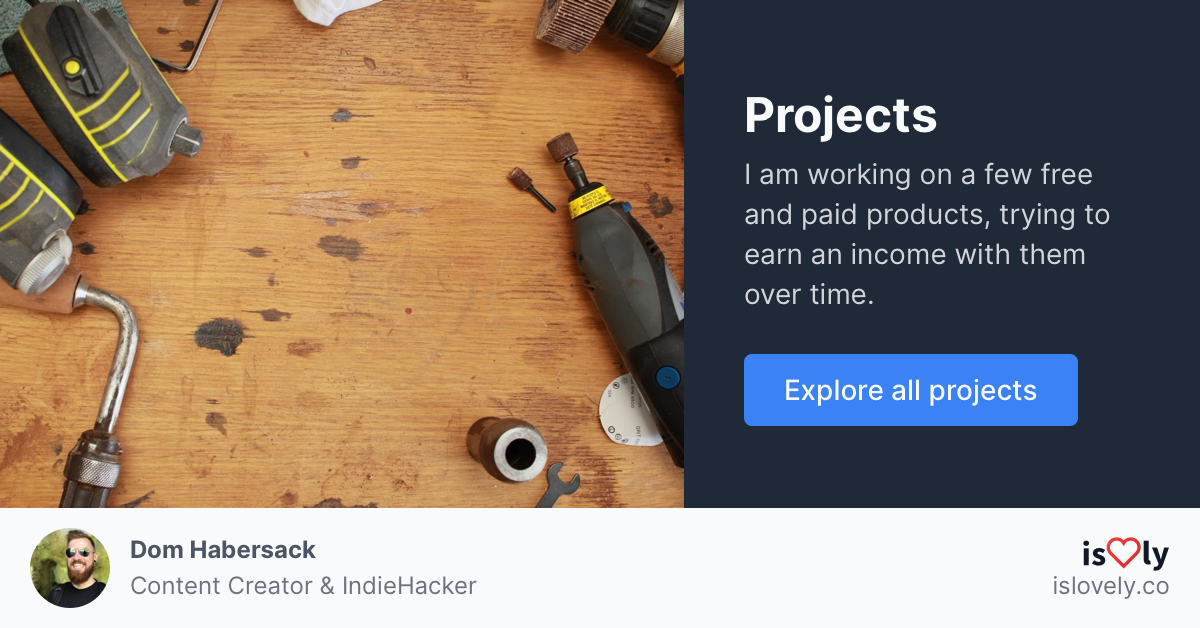 Projects
I am working on a few free
and paid products, trying to
earn an income with them
over time.
Explore all projects
Dom Habersack
Content Creator & IndieHacker
is♡ly
islovely.co